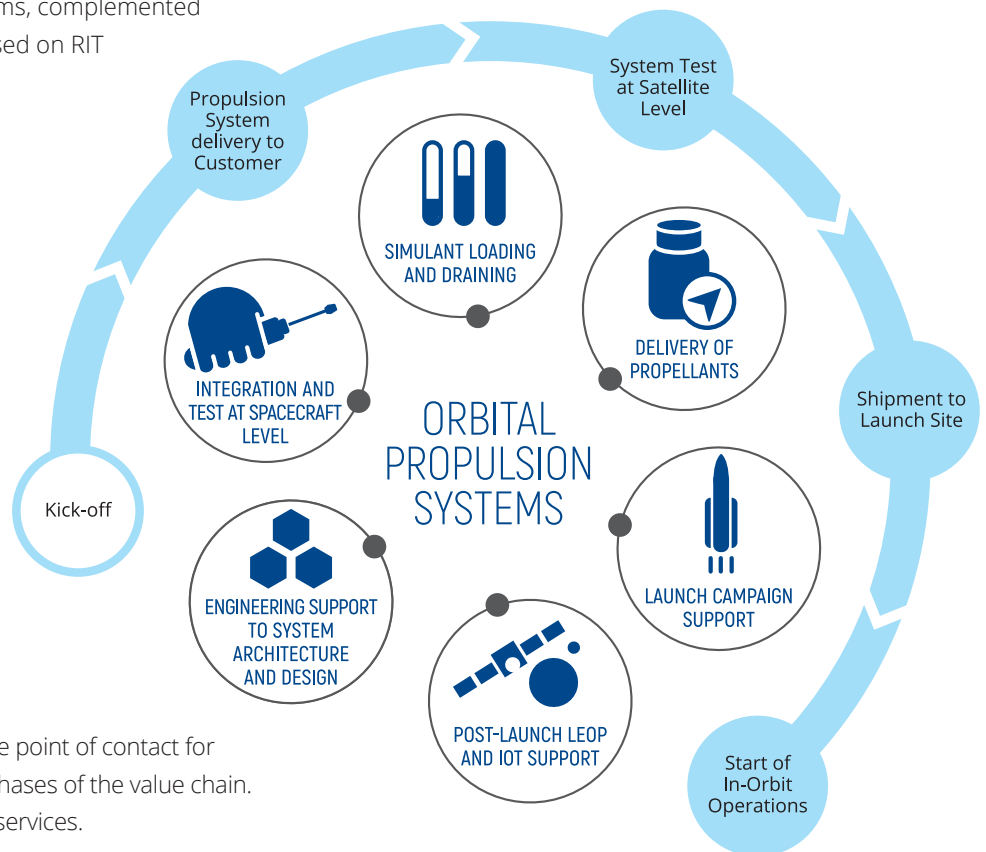 ms, complemented
sed on RIT
System Test
at Satellite
Level
Propulsion
System
delivery to
Customer
SIMULANT LOADING
AND DRAINING
DELIVERY OF
PROPELLANTS
INTEGRATION AND
TEST AT SPACECRAFT
LEVEL
Shipment to
Launch Site
ORBITAL
PROPULSION
SYSTEMS
Kick-off
LAUNCH CAMPAIGN
SUPPORT
ENGINEERING SUPPORT
TO SYSTEM
ARCHITECTURE
AND DESIGN
POST-LAUNCH LEOP
AND IOT SUPPORT
e point of contact for
hases of the value chain.
services.
Start of
In-Orbit
Operations